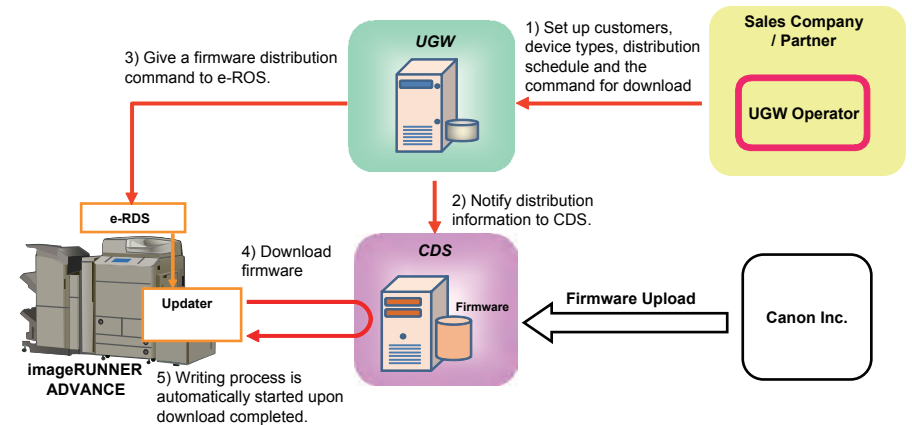 UGW
1) Set up customers,
device types, distribution
schedule and the
command for download
Sales Company
/ Partner
UGW Operator
3) Give a firmware distribution
command to e-ROS.
2) Notify distribution
information to CDS.
e-RDS
4) Download
firmware
CDS
Updater
Firmware
Firmware Upload
Canon Inc.
imageRUNNER
ADVANCE
5) Writing process is
automatically started upon
download completed.